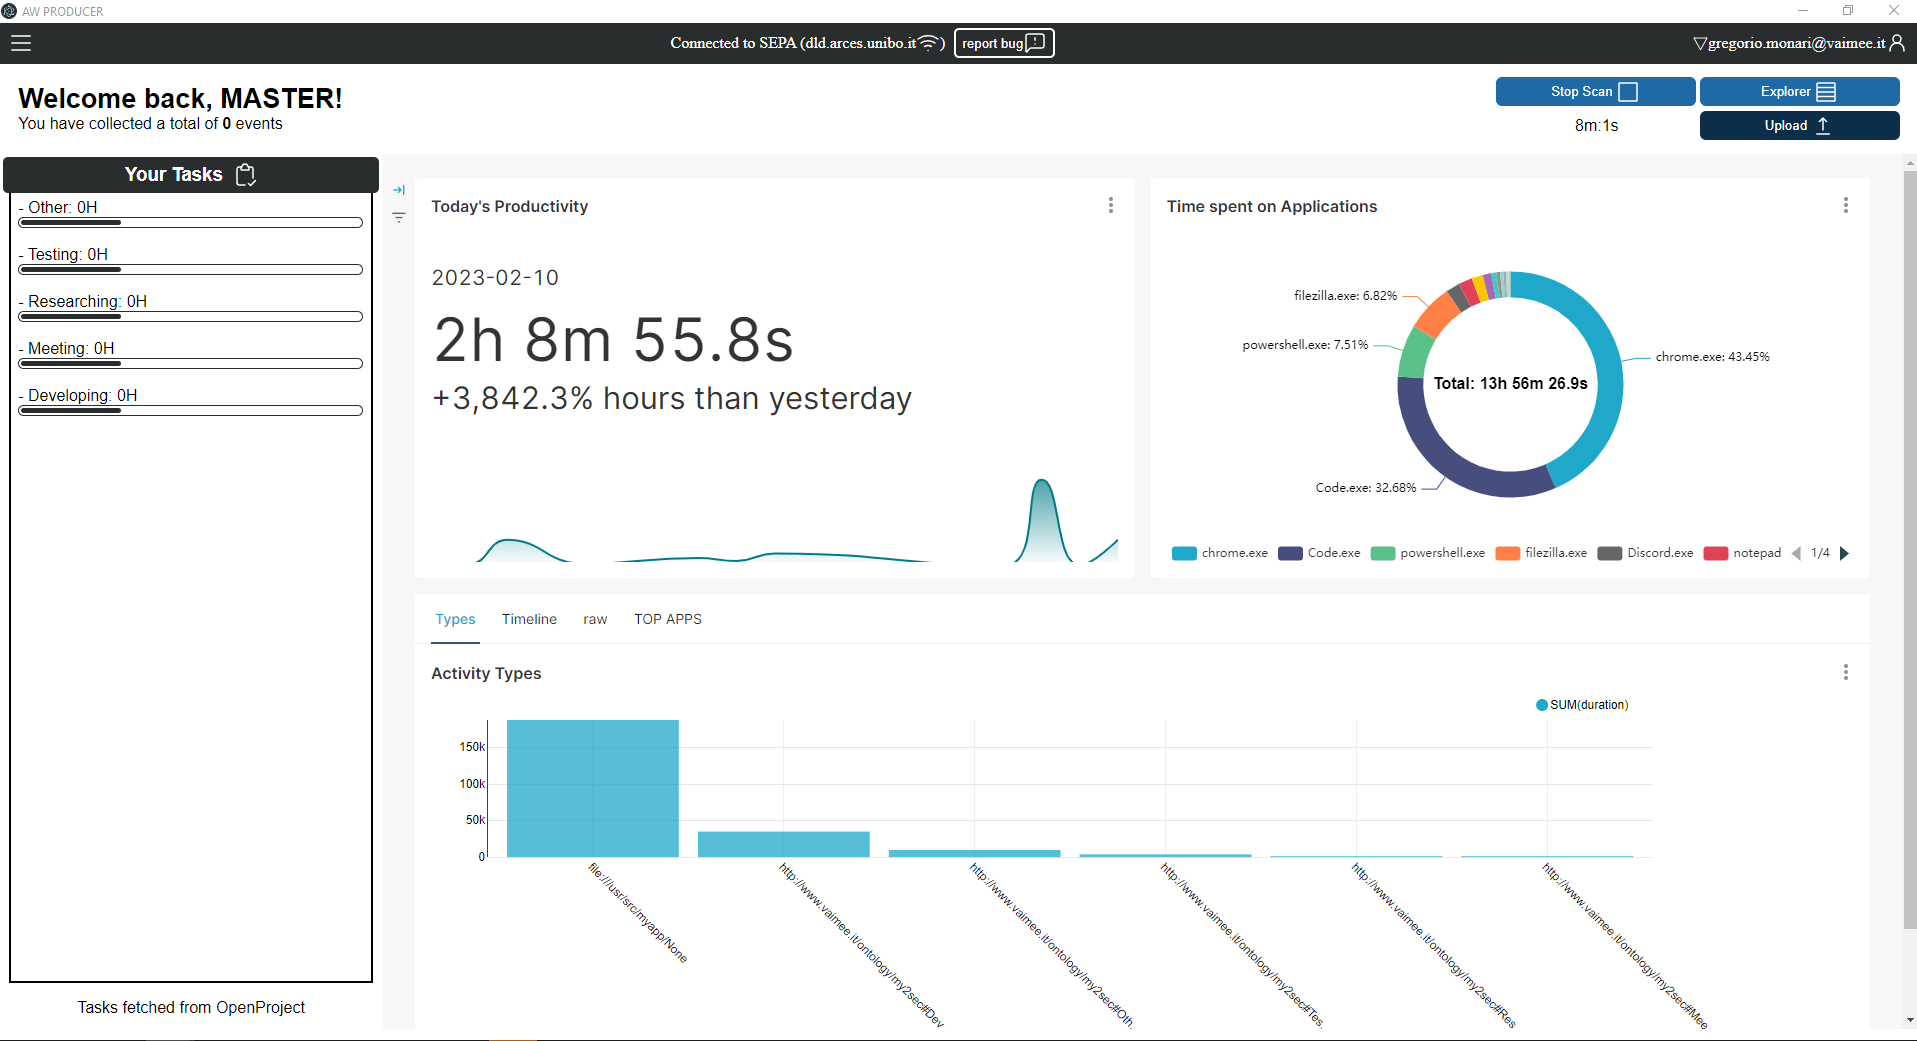 AW PRODUCER
Connected to SEPA (dld.arces.unibo.it )
report bug
gregorio.monari@vaimee.it
Welcome back, MASTER!
You have collected a total of 0 events
Stop Scan
Explorer
8m:1s
Upload
Your Tasks
- Other: 0H
- Testing: 0H
- Researching: 0H
- Meeting: 0H
- Developing: 0H
Tasks fetched from OpenProject
Today's Productivity
2023-02-10
2h 8m 55.8s
+3,842.3% hours than yesterday
Time spent on Applications
filezilla.exe: 6.82%
powershell.exe: 7.51%
chrome.exe: 43.45%
Total: 13h 56m 26.9s
Code.exe: 32.68%
chrome.exe Code.exe powershell.exe filezilla.exe Discord.exe notepad 1/4
Types Timeline raw TOP APPS
Activity Types
SUM(duration)
150k
100k
50k
0
file:///usr/src/myapp/None
http://www.vaimee.it/ontology/my2sec#Dev
http://www.vaimee.it/ontology/my2sec#Oth.
http://www.vaimee.it/ontology/my2sec#Tes.
http://www.vaimee.it/ontology/my2sec#Res
http://www.vaimee.it/ontology/my2sec#Mee